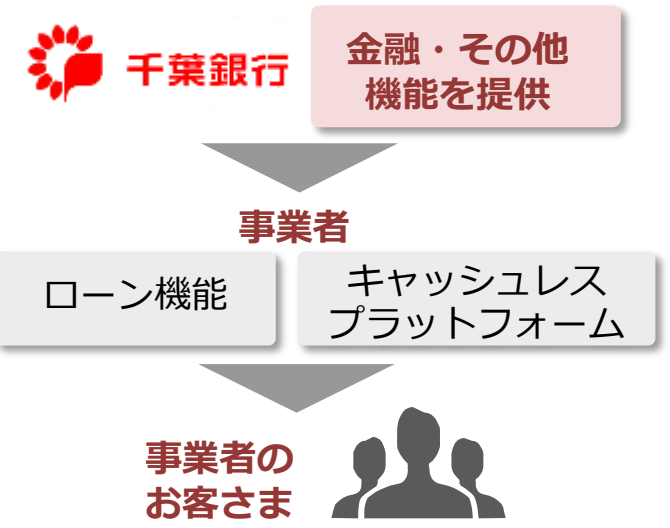 千葉銀行
金融・その他
機能を提供
事業者
ローン機能
キャッシュレス
プラットフォーム
事業者の
お客さま